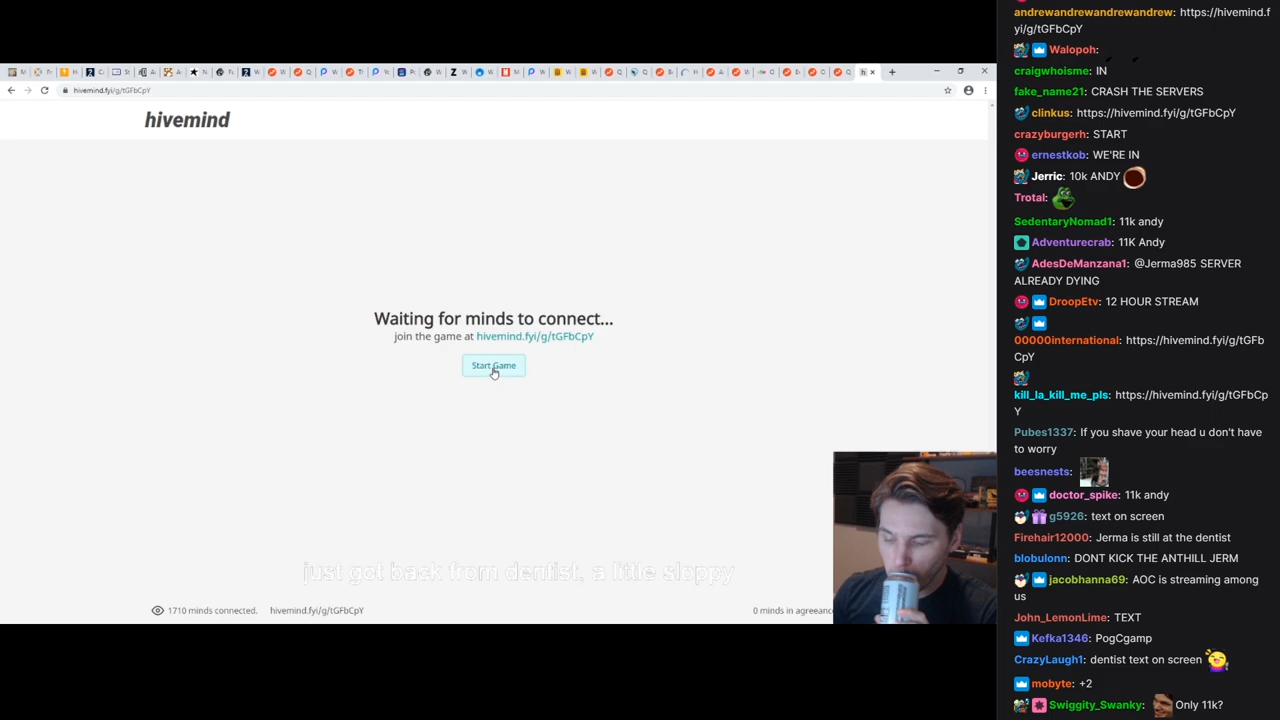 hivemind.fyi/g/tGFbCpY
hivemind
Waiting for minds to connect...
join the game at hivemind.fyi/g/tGFbCpY
Start Game
just got back from dentist, a little sloppy
1710 minds connected. hivemind.fyi/g/tGFbCpY
0 minds in agreeance
andrewandrewandrewandrew: https://hivemind.f
yi/g/tGFbCpY
Walopoh:
craigwhoisme: IN
fake_name21: CRASH THE SERVERS
clinkus: https://hivemind.fyi/g/tGFbCpY
crazyburgerh: START
ernestkob: WE'RE IN
Jerric: 10k ANDY
Trotal:
SedentaryNomad1: 11k andy
Adventurecrab: 11K Andy
AdesDeManzana1: @Jerma985 SERVER
ALREADY DYING
DroopEtv: 12 HOUR STREAM
00000international: https://hivemind.fyi/g/tGFb
CpY
kill_la_kill_me_pls: https://hivemind.fyi/g/tGFbCp
Y
Pubes1337: If you shave your head u don't have
to worry
beesnests:
doctor_spike: 11k andy
g5926: text on screen
Firehair12000: Jerma is still at the dentist
blobulonn: DONT KICK THE ANTHILL JERM
jacobhanna69: AOC is streaming among
us
John_LemonLime: TEXT
Kefka1346: PogCgamp
CrazyLaugh1: dentist text on screen
mobyte: +2
Swiggity_Swanky: Only 11k?